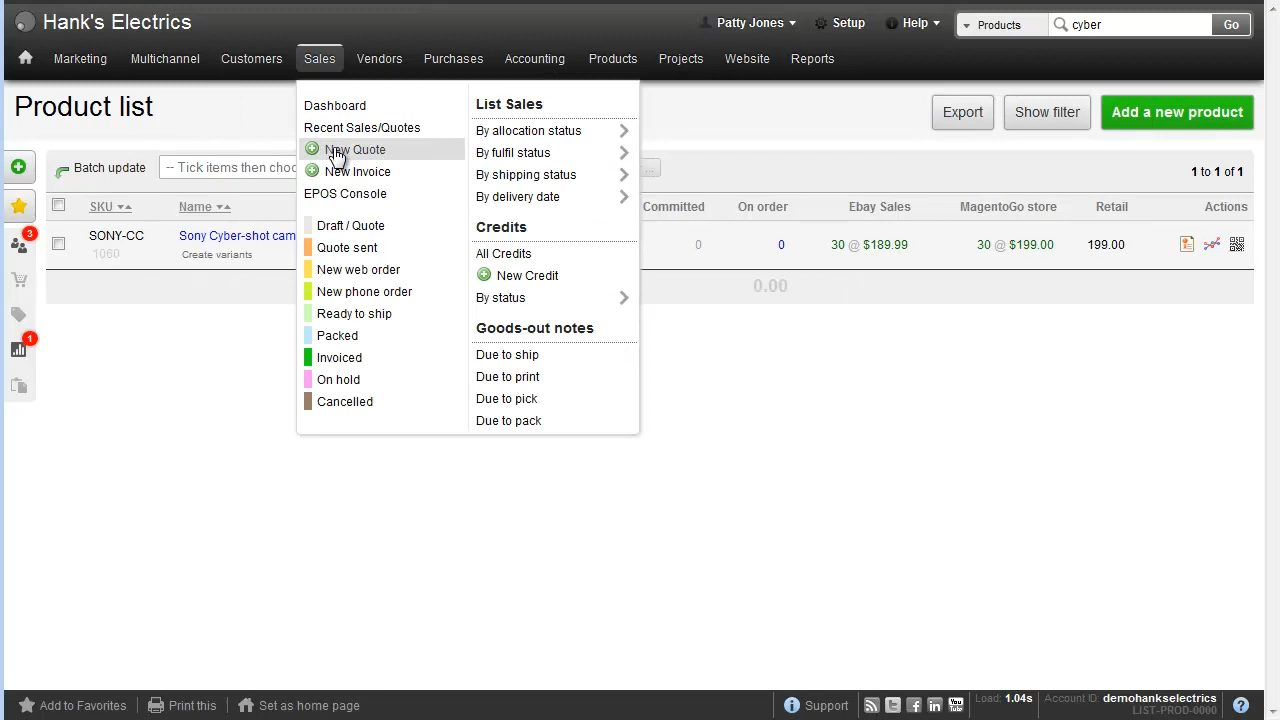 Hank's Electrics
Patty Jones
Setup
Help
Products
cyber
Go
Marketing
Multichannel
Customers
Sales
Vendors
Purchases
Accounting
Products
Projects
Website
Reports
Product list
Export
Show filter
Add a new product
Dashboard
Recent Sales/Quotes
New Quote
New Invoice
EPOS Console
Draft / Quote
Quote sent
New web order
New phone order
Ready to ship
Packed
Invoiced
On hold
Cancelled
List Sales
By allocation status
By fulfil status
By shipping status
By delivery date
Credits
All Credits
New Credit
By status
Goods-out notes
Due to ship
Due to print
Due to pick
Due to pack
3
1
Batch update
-- Tick items then choo
...
1 to 1 of 1
SKU
Name
Committed
On order
Ebay Sales
MagentoGo store
Retail
Actions
SONY-CC
1060
Sony Cyber-shot cam
Create variants
0
0
30 @ $189.99
30 @ $199.00
199.00
0.00
Add to Favorites
Print this
Set as home page
Support
You
Tube
Load: 1.04s
Account ID: demohankselectrics
LIST-PROD-0000